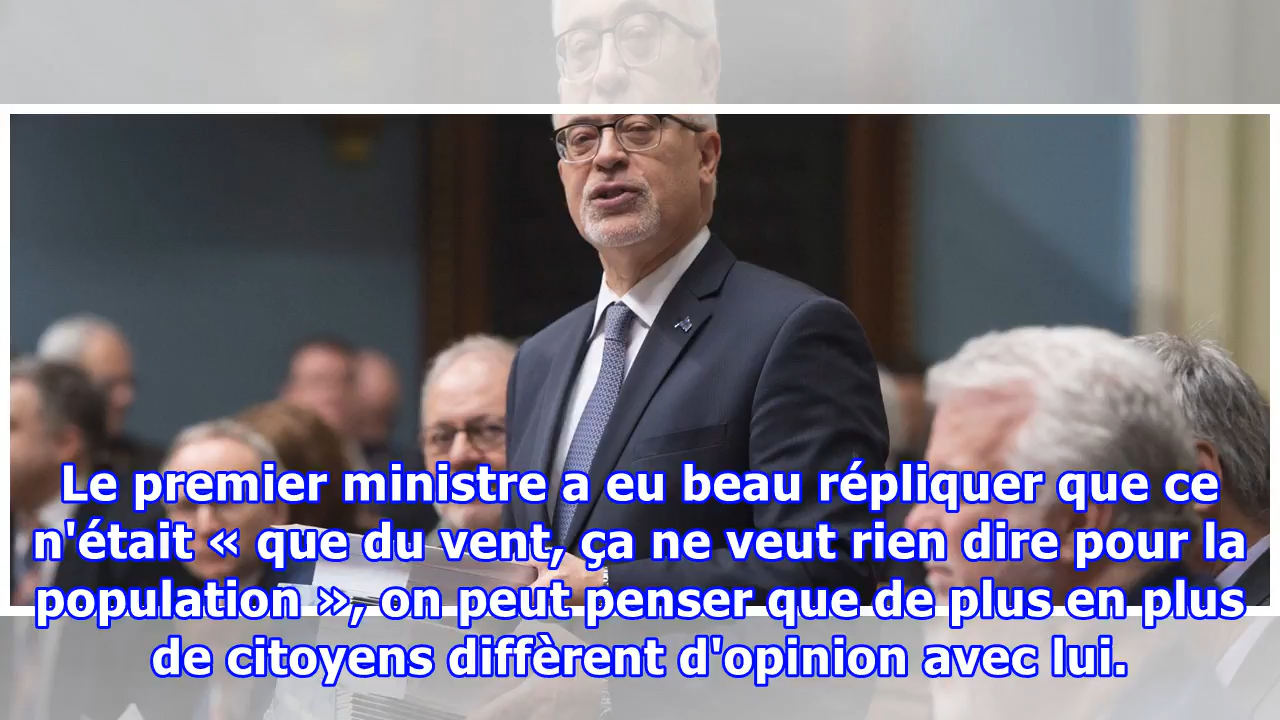 Le premier ministre a eu beau répliquer que ce
n'était « que du vent, ça ne veut rien dire pour la
population », on peut penser que de plus en plus
de citoyens diffèrent d'opinion avec lui.